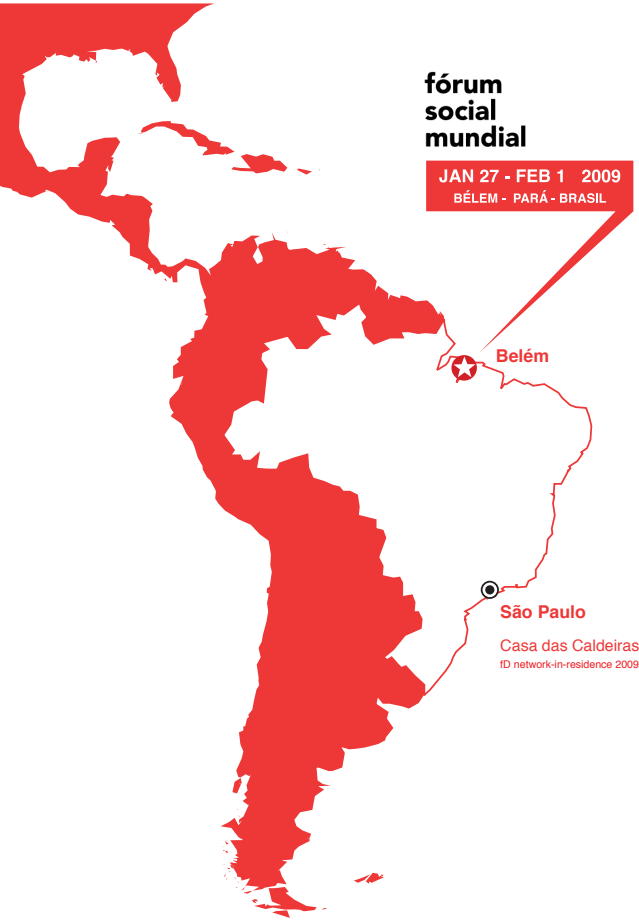 fórum
social
mundial
JAN 27 - FEB 1 2009
BÉLEM - PARÁ - BRASIL
Belém
São Paulo
Casa das Caldeiras
fD network-in-residence 2009